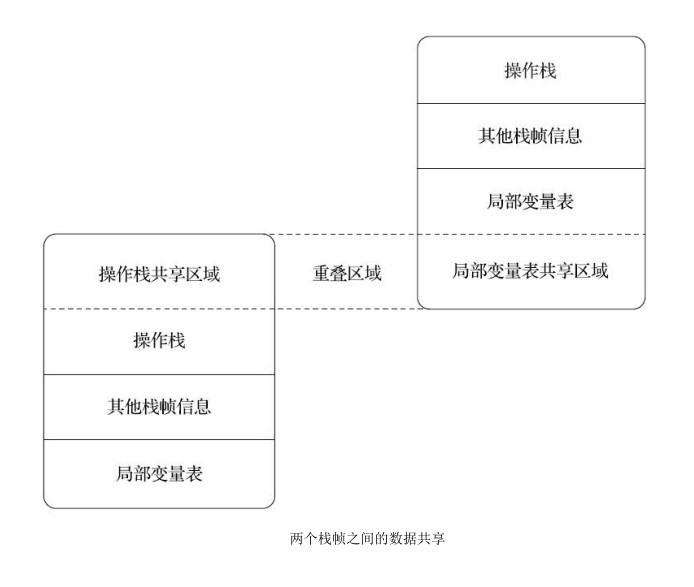 操作栈
其他栈帧信息
局部变量表
局部变量表共享区域
重叠区域
操作栈共享区域
操作栈
其他栈帧信息
局部变量表
两个栈帧之间的数据共享